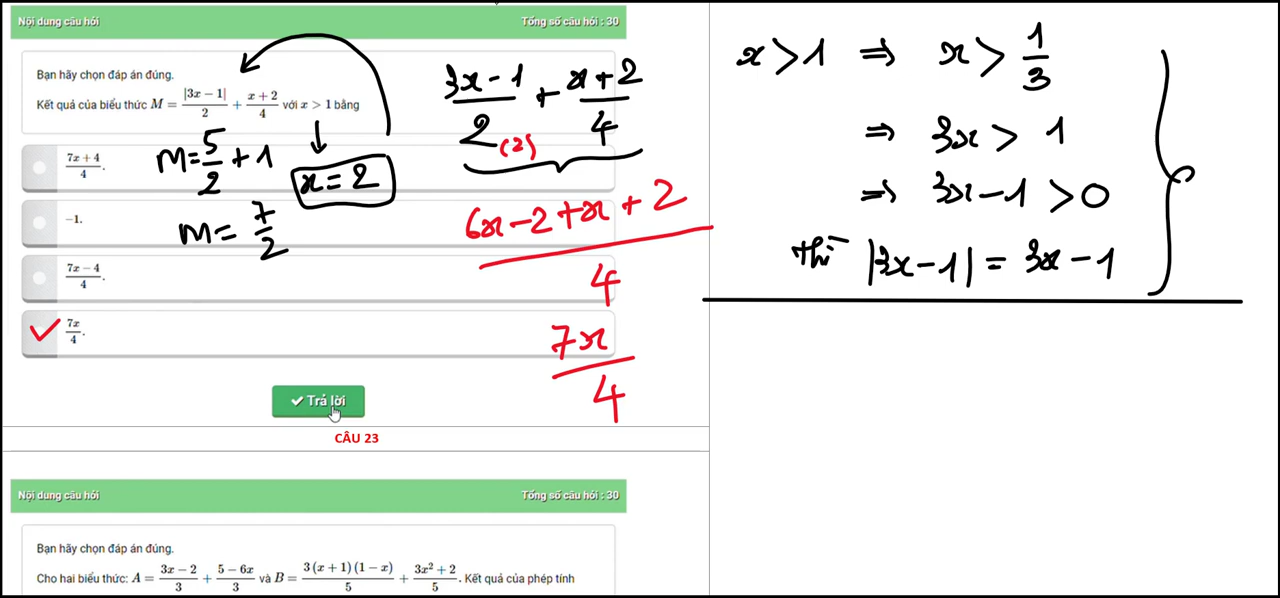 Nội dung câu hỏi
Tổng số câu hỏi : 30
Bạn hãy chọn đáp án đúng.
Kết quả của biểu thức M = |3x − 1|/2 + (x + 2)/4 với x > 1 bằng
(7x + 4)/4.
−1.
(7x − 4)/4.
7x/4.
Trả lời
M = 5/2 + 1
x = 2
M = 7/2
(3x − 1)/2 + (x + 2)/4
(2)
(6x − 2 + x + 2)/4
7x/4
x > 1 ⇒ x > 1/3
⇒ 3x > 1
⇒ 3x − 1 > 0
thì |3x − 1| = 3x − 1
CÂU 23
Nội dung câu hỏi
Tổng số câu hỏi : 30
Bạn hãy chọn đáp án đúng.
Cho hai biểu thức: A = (3x − 2)/3 + (5 − 6x)/3 và B = 3 (x + 1) (1 − x)/5 + (3x² + 2)/5. Kết quả của phép tính